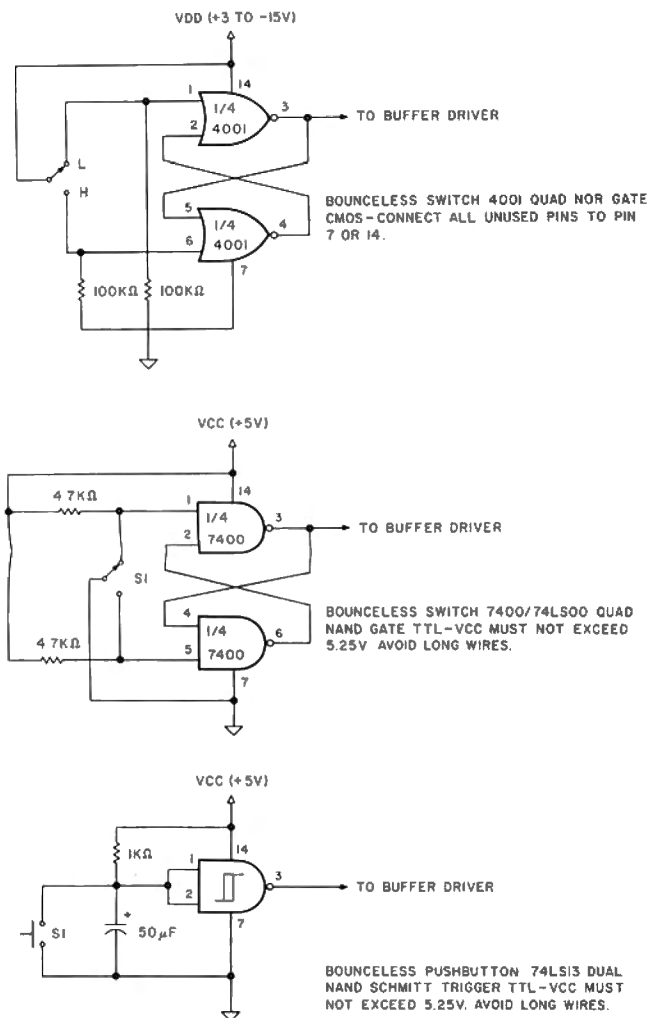 VDD (+3 TO -15V)
14
1
3
1/4
4001
2
TO BUFFER DRIVER
L
H
BOUNCELESS SWITCH 4001 QUAD NOR GATE
CMOS-CONNECT ALL UNUSED PINS TO PIN
7 OR 14.
5
4
1/4
4001
6
7
100KΩ
100KΩ
VCC (+5V)
14
4.7KΩ
1
3
1/4
7400
2
TO BUFFER DRIVER
S1
BOUNCELESS SWITCH 7400/74LS00 QUAD
NAND GATE TTL-VCC MUST NOT EXCEED
5.25V AVOID LONG WIRES.
4
6
1/4
7400
4.7KΩ
5
7
VCC (+5V)
14
1KΩ
1
3
2
TO BUFFER DRIVER
7
S1
+
50µF
BOUNCELESS PUSHBUTTON 74LS13 DUAL
NAND SCHMITT TRIGGER TTL-VCC MUST
NOT EXCEED 5.25V. AVOID LONG WIRES.